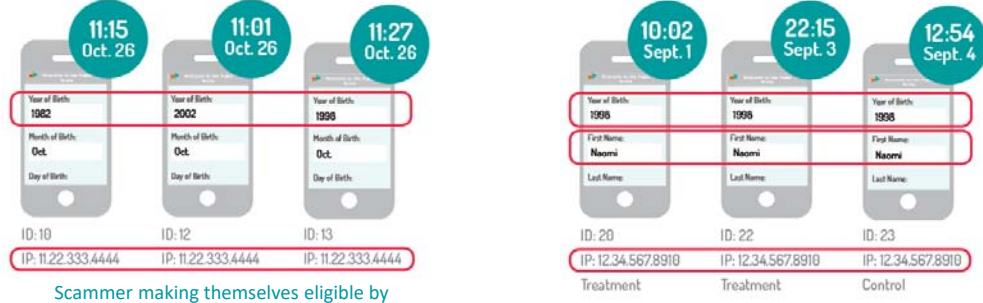 11:15
Oct. 26
11:01
Oct. 26
11:27
Oct. 26
Year of Birth:
1982
Month of Birth:
Oct.
Day of Birth:
Year of Birth:
2002
Month of Birth:
Oct.
Day of Birth:
Year of Birth:
1998
Month of Birth:
Oct.
Day of Birth:
ID: 10
ID: 12
ID: 13
IP: 11.22.333.4444
IP: 11.22.333.4444
IP: 11.22.333.4444
Scammer making themselves eligible by
10:02
Sept. 1
22:15
Sept. 3
12:54
Sept. 4
Year of Birth:
1998
First Name:
Naomi
Last Name:
Year of Birth:
1998
First Name:
Naomi
Last Name:
Year of Birth:
1998
First Name:
Naomi
Last Name:
ID: 20
ID: 22
ID: 23
IP: 12.34.567.8910
IP: 12.34.567.8910
IP: 12.34.567.8910
Treatment
Treatment
Control